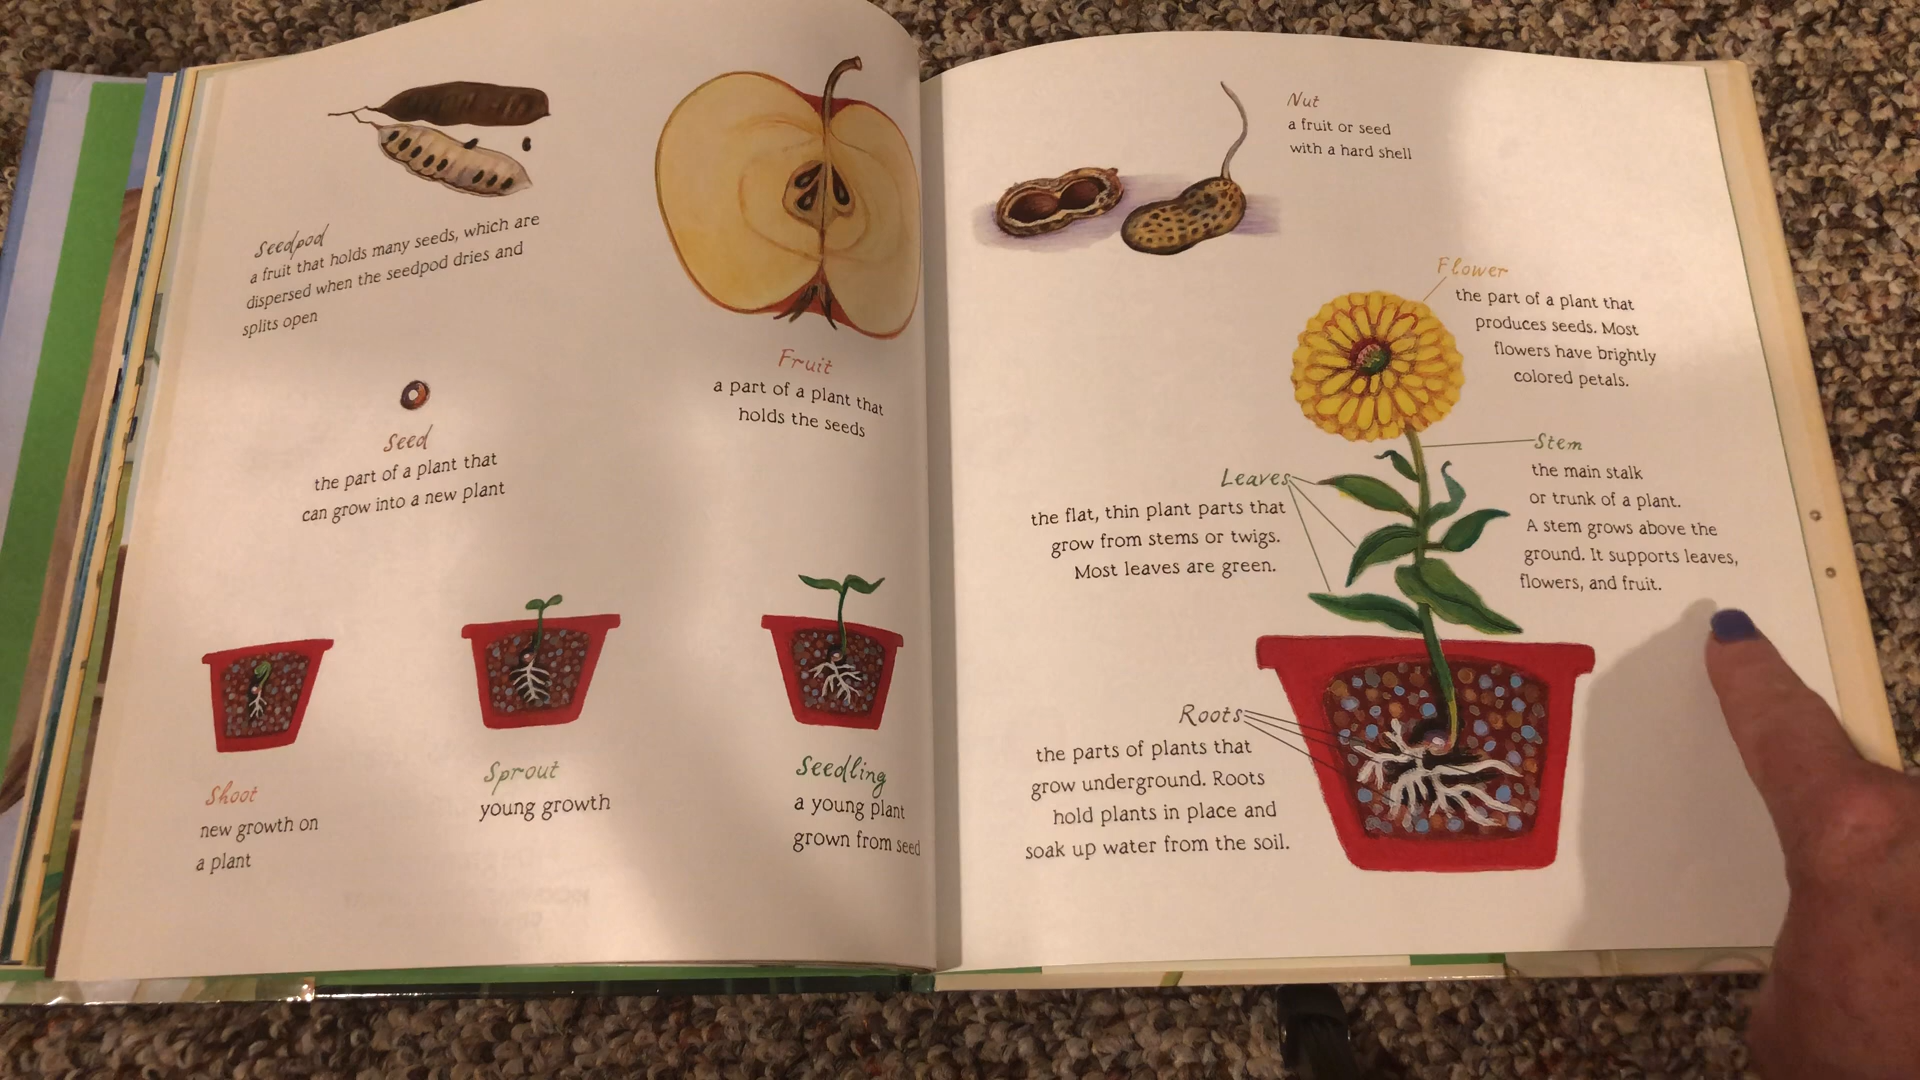 Seedpod
a fruit that holds many seeds, which are
dispersed when the seedpod dries and
splits open
Fruit
a part of a plant that
holds the seeds
Seed
the part of a plant that
can grow into a new plant
Shoot
new growth on
a plant
Sprout
young growth
Seedling
a young plant
grown from seed
Nut
a fruit or seed
with a hard shell
Flower
the part of a plant that
produces seeds. Most
flowers have brightly
colored petals.
Stem
the main stalk
or trunk of a plant.
A stem grows above the
ground. It supports leaves,
flowers, and fruit.
Leaves
the flat, thin plant parts that
grow from stems or twigs.
Most leaves are green.
Roots
the parts of plants that
grow underground. Roots
hold plants in place and
soak up water from the soil.